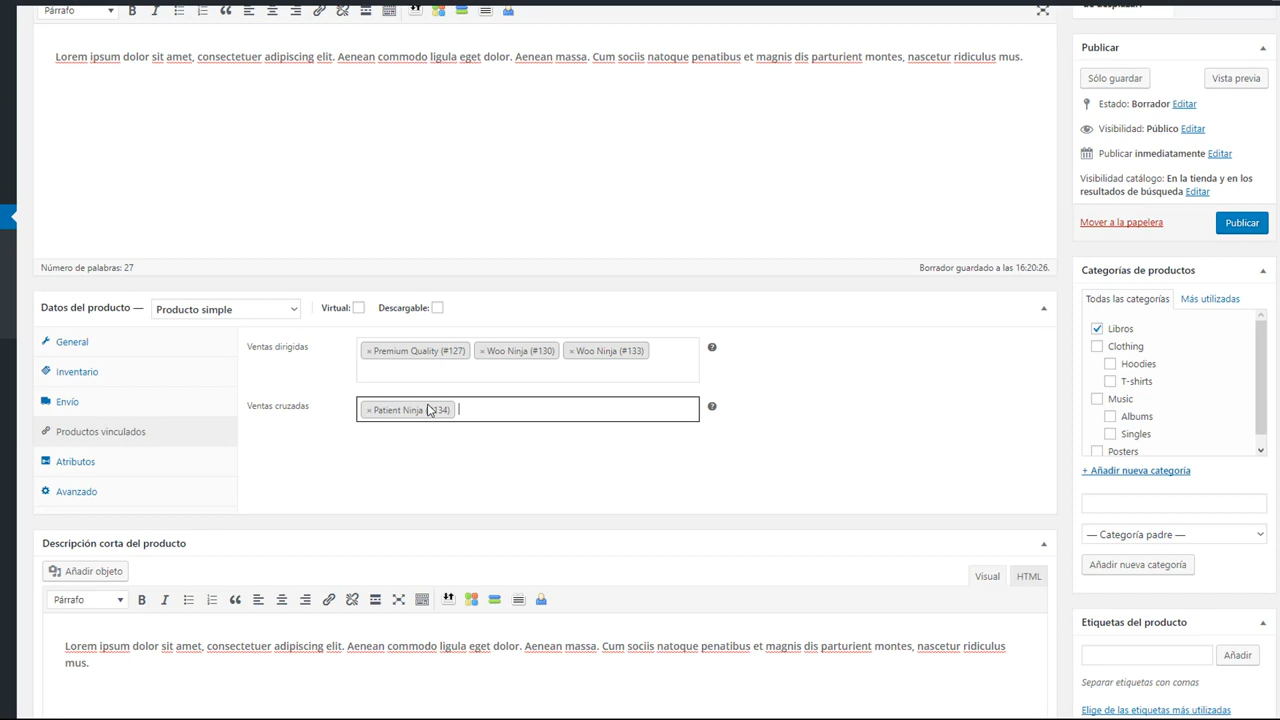 Párrafo
Lorem ipsum dolor sit amet, consectetuer adipiscing elit. Aenean commodo ligula eget dolor. Aenean massa. Cum sociis natoque penatibus et magnis dis parturient montes, nascetur ridiculus mus.
Número de palabras: 27
Borrador guardado a las 16:20:26.
Datos del producto —
Producto simple
Virtual:
Descargable:
General
Inventario
Envío
Productos vinculados
Atributos
Avanzado
Ventas dirigidas
× Premium Quality (#127)
× Woo Ninja (#130)
× Woo Ninja (#133)
Ventas cruzadas
× Patient Ninja 34)
Descripción corta del producto
Añadir objeto
Visual
HTML
Párrafo
Lorem ipsum dolor sit amet, consectetuer adipiscing elit. Aenean commodo ligula eget dolor. Aenean massa. Cum sociis natoque penatibus et magnis dis parturient montes, nascetur ridiculus
mus.
Publicar
Sólo guardar
Vista previa
Estado: Borrador Editar
Visibilidad: Público Editar
Publicar inmediatamente Editar
Visibilidad catálogo: En la tienda y en los
resultados de búsqueda Editar
Mover a la papelera
Publicar
Categorías de productos
Todas las categorías
Más utilizadas
Libros
Clothing
Hoodies
T-shirts
Music
Albums
Singles
Posters
+ Añadir nueva categoría
— Categoría padre —
Añadir nueva categoría
Etiquetas del producto
Añadir
Separar etiquetas con comas
Elige de las etiquetas más utilizadas